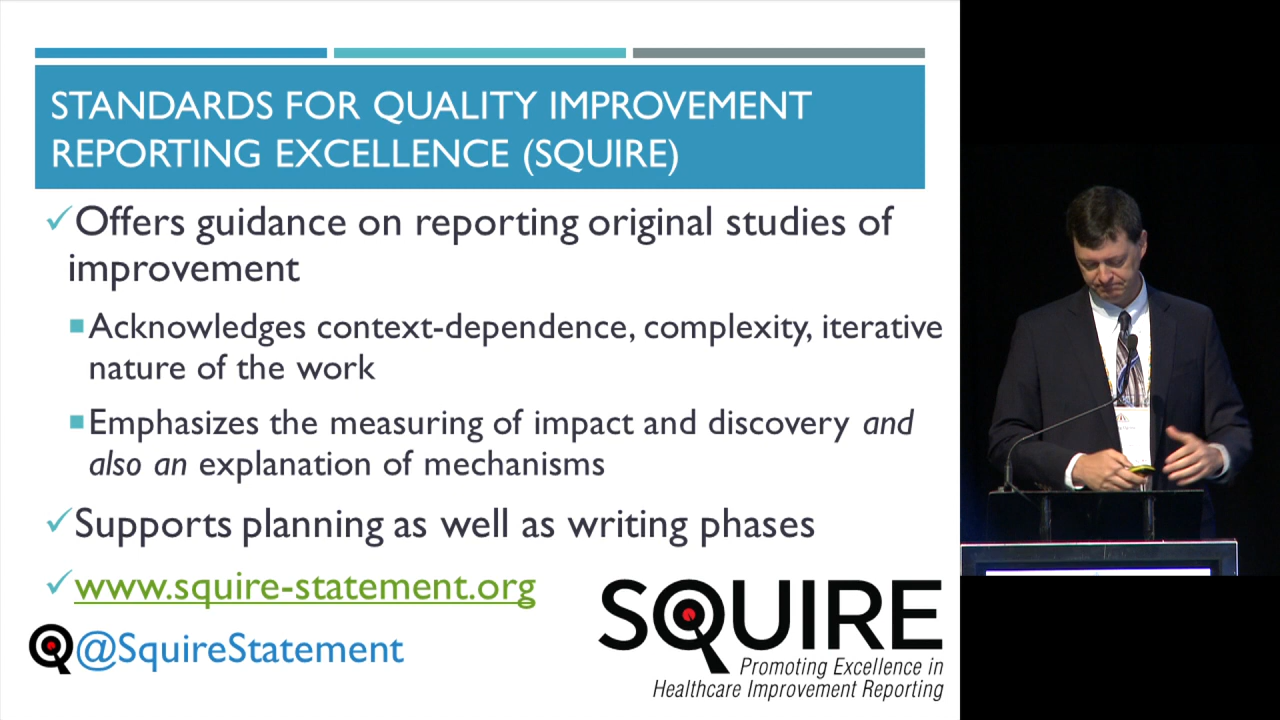 STANDARDS FOR QUALITY IMPROVEMENT
REPORTING EXCELLENCE (SQUIRE)
✓Offers guidance on reporting original studies of
improvement
▪Acknowledges context-dependence, complexity, iterative
nature of the work
▪Emphasizes the measuring of impact and discovery and
also an explanation of mechanisms
✓Supports planning as well as writing phases
✓www.squire-statement.org
@SquireStatement
SQUIRE
Promoting Excellence in
Healthcare Improvement Reporting